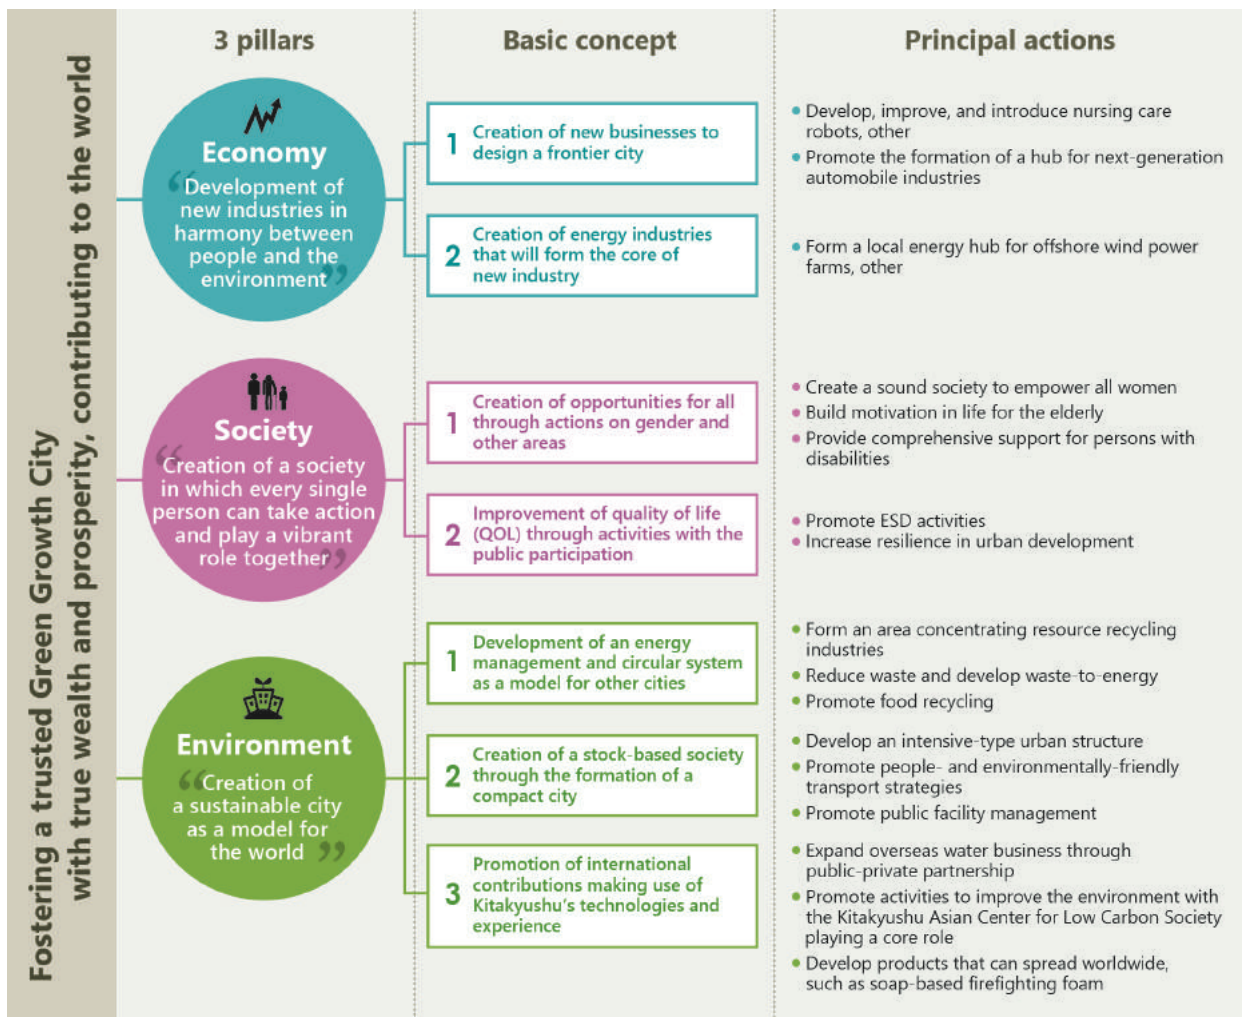 Fostering a trusted Green Growth City
with true wealth and prosperity, contributing to the world
3 pillars
Basic concept
Principal actions
Economy
“Development of
new industries in
harmony between
people and the
environment”
1
Creation of new businesses to
design a frontier city
• Develop, improve, and introduce nursing care
robots, other
• Promote the formation of a hub for next-generation
automobile industries
2
Creation of energy industries
that will form the core of
new industry
• Form a local energy hub for offshore wind power
farms, other
Society
“Creation of a society
in which every single
person can take action
and play a vibrant
role together”
1
Creation of opportunities for all
through actions on gender and
other areas
• Create a sound society to empower all women
• Build motivation in life for the elderly
• Provide comprehensive support for persons with
disabilities
2
Improvement of quality of life
(QOL) through activities with the
public participation
• Promote ESD activities
• Increase resilience in urban development
Environment
“Creation of
a sustainable city
as a model for
the world”
1
Development of an energy
management and circular system
as a model for other cities
• Form an area concentrating resource recycling
industries
• Reduce waste and develop waste-to-energy
• Promote food recycling
2
Creation of a stock-based society
through the formation of a
compact city
• Develop an intensive-type urban structure
• Promote people- and environmentally-friendly
transport strategies
• Promote public facility management
3
Promotion of international
contributions making use of
Kitakyushu's technologies and
experience
• Expand overseas water business through
public-private partnership
• Promote activities to improve the environment with
the Kitakyushu Asian Center for Low Carbon Society
playing a core role
• Develop products that can spread worldwide,
such as soap-based firefighting foam